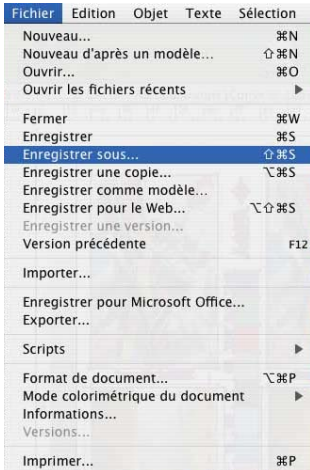 Fichier Edition Objet Texte Sélection
Nouveau... ⌘N
Nouveau d'après un modèle... ⇧⌘N
Ouvrir... ⌘O
Ouvrir les fichiers récents ▶
Fermer ⌘W
Enregistrer ⌘S
Enregistrer sous... ⇧⌘S
Enregistrer une copie... ⌥⌘S
Enregistrer comme modèle...
Enregistrer pour le Web... ⌥⇧⌘S
Enregistrer une version...
Version précédente F12
Importer...
Enregistrer pour Microsoft Office...
Exporter...
Scripts ▶
Format de document... ⌥⌘P
Mode colorimétrique du document ▶
Informations...
Versions...
Imprimer... ⌘P